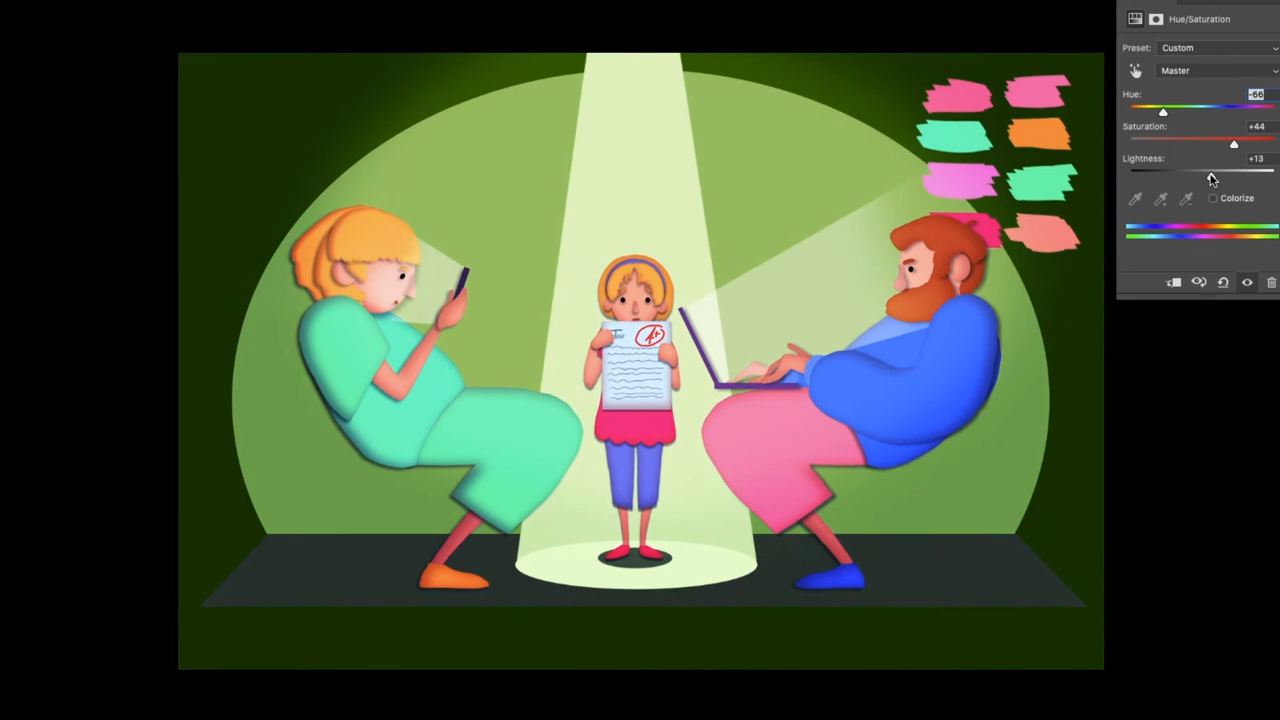 Hue/Saturation
Preset: Custom
Master
Hue: -66
Saturation: +44
Lightness: +13
Colorize
A+